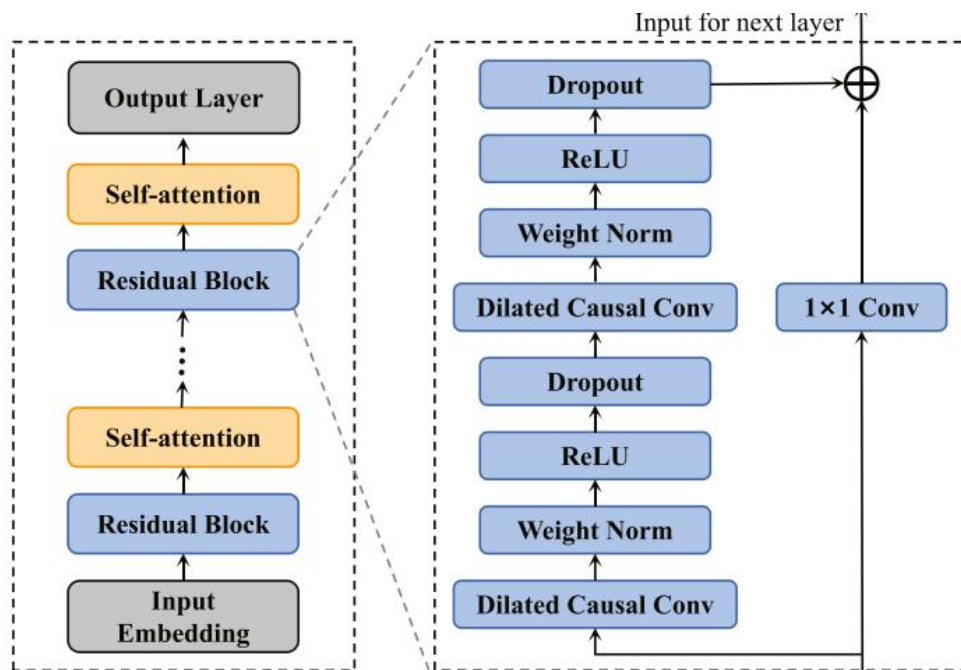 Input for next layer
Output Layer
Self-attention
Residual Block
...
Self-attention
Residual Block
Input
Embedding
Dropout
ReLU
Weight Norm
Dilated Causal Conv
Dropout
ReLU
Weight Norm
Dilated Causal Conv
1×1 Conv